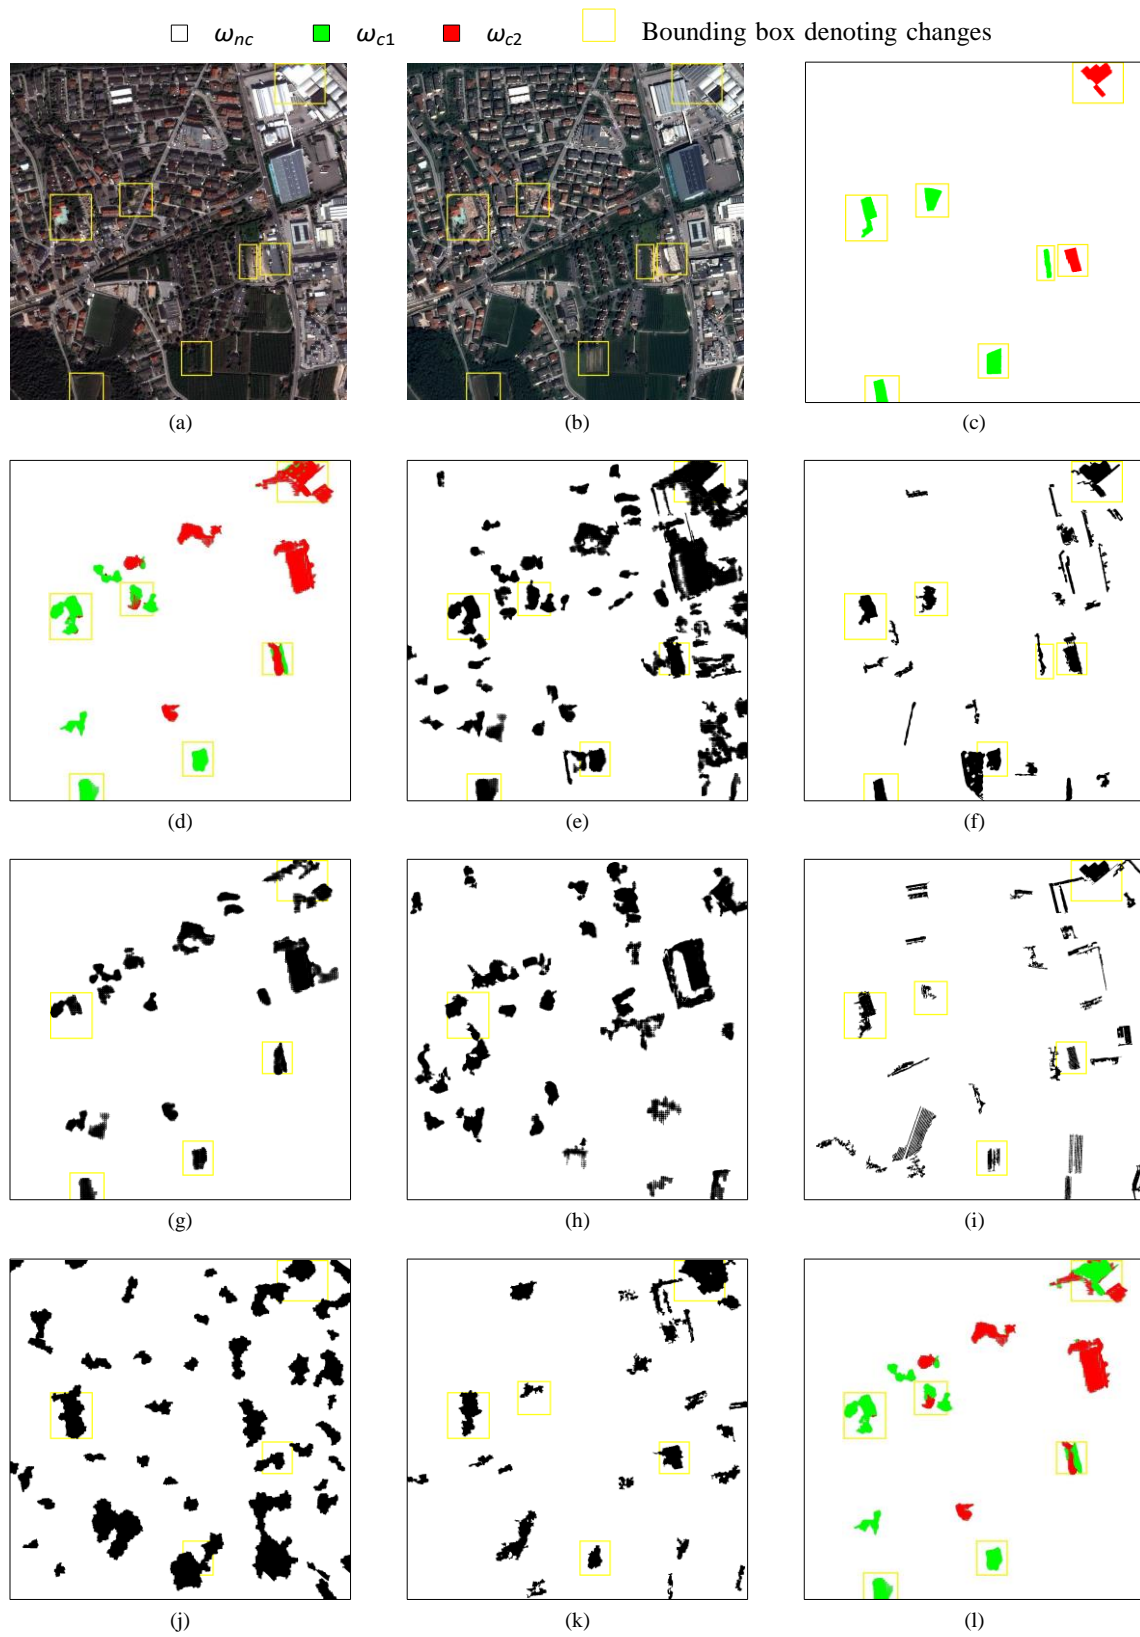 ω_nc ω_c1 ω_c2 Bounding box denoting changes
(a) (b) (c)
(d) (e) (f)
(g) (h) (i)
(j) (k) (l)